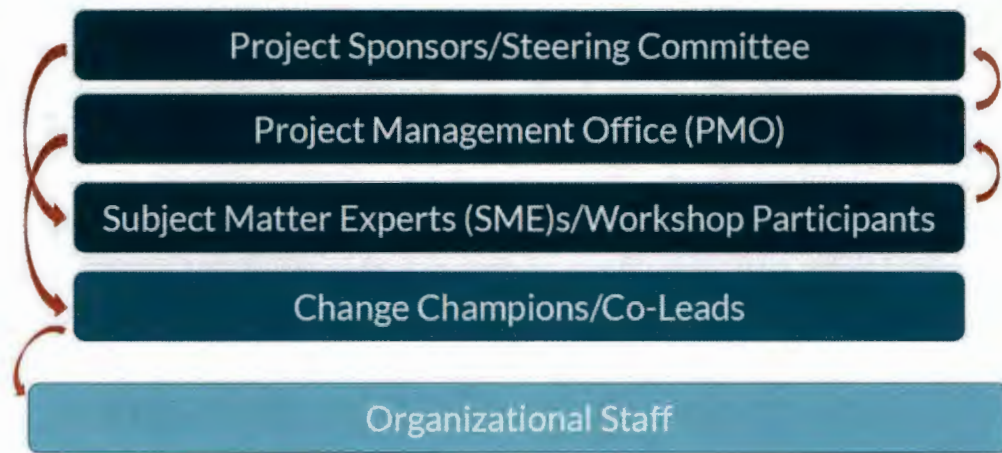 Project Sponsors/Steering Committee
Project Management Office (PMO)
Subject Matter Experts (SME)s/Workshop Participants
Change Champions/Co-Leads
Organizational Staff